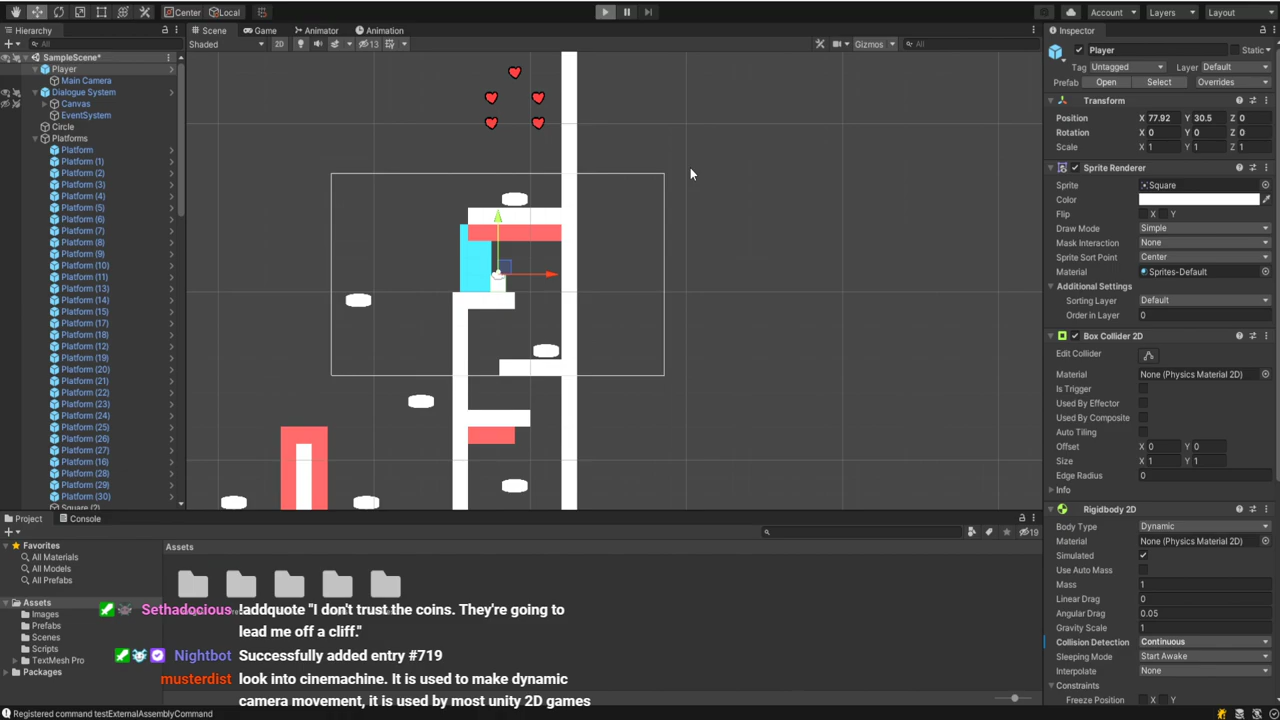 Center
Local
Account
Layers
Layout
Hierarchy
Scene
Game
Animator
Animation
Inspector
All
Shaded
2D
13
Gizmos
All
Player
Static
Tag
Untagged
Layer
Default
Prefab
Open
Select
Overrides
SampleScene*
Player
Main Camera
Dialogue System
Canvas
EventSystem
Circle
Platforms
Platform
Platform (1)
Platform (2)
Platform (3)
Platform (4)
Platform (5)
Platform (6)
Platform (7)
Platform (8)
Platform (9)
Platform (10)
Platform (11)
Platform (13)
Platform (14)
Platform (15)
Platform (17)
Platform (18)
Platform (12)
Platform (19)
Platform (20)
Platform (21)
Platform (22)
Platform (23)
Platform (24)
Platform (25)
Platform (26)
Platform (27)
Platform (16)
Platform (28)
Platform (29)
Platform (30)
Square (2)
Transform
Position X 77.92 Y 30.5 Z 0
Rotation X 0 Y 0 Z 0
Scale X 1 Y 1 Z 1
Sprite Renderer
Sprite Square
Color
Flip X Y
Draw Mode Simple
Mask Interaction None
Sprite Sort Point Center
Material Sprites-Default
Additional Settings
Sorting Layer Default
Order in Layer 0
Box Collider 2D
Edit Collider
Material None (Physics Material 2D)
Is Trigger
Used By Effector
Used By Composite
Auto Tiling
Offset X 0 Y 0
Size X 1 Y 1
Edge Radius 0
Info
Rigidbody 2D
Body Type Dynamic
Material None (Physics Material 2D)
Simulated
Use Auto Mass
Mass 1
Linear Drag 0
Angular Drag 0.05
Gravity Scale 1
Collision Detection Continuous
Sleeping Mode Start Awake
Interpolate None
Constraints
Freeze Position X Y
Project
Console
19
Favorites
All Materials
All Models
All Prefabs
Assets
Images
Prefabs
Scenes
Scripts
TextMesh Pro
Packages
Assets
Sethadocious !addquote "I don't trust the coins. They're going to
lead me off a cliff."
Nightbot Successfully added entry #719
musterdist look into cinemachine. It is used to make dynamic
camera movement, it is used by most unity 2D games
Registered command testExternalAssemblyCommand